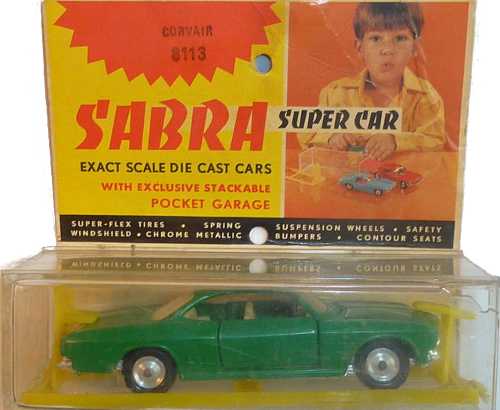 CORVAIR
8113
SABRA SUPER CAR
EXACT SCALE DIE CAST CARS
WITH EXCLUSIVE STACKABLE
POCKET GARAGE
SUPER-FLEX TIRES • SPRING SUSPENSION WHEELS • SAFETY
WINDSHIELD • CHROME METALLIC BUMPERS • CONTOUR SEATS